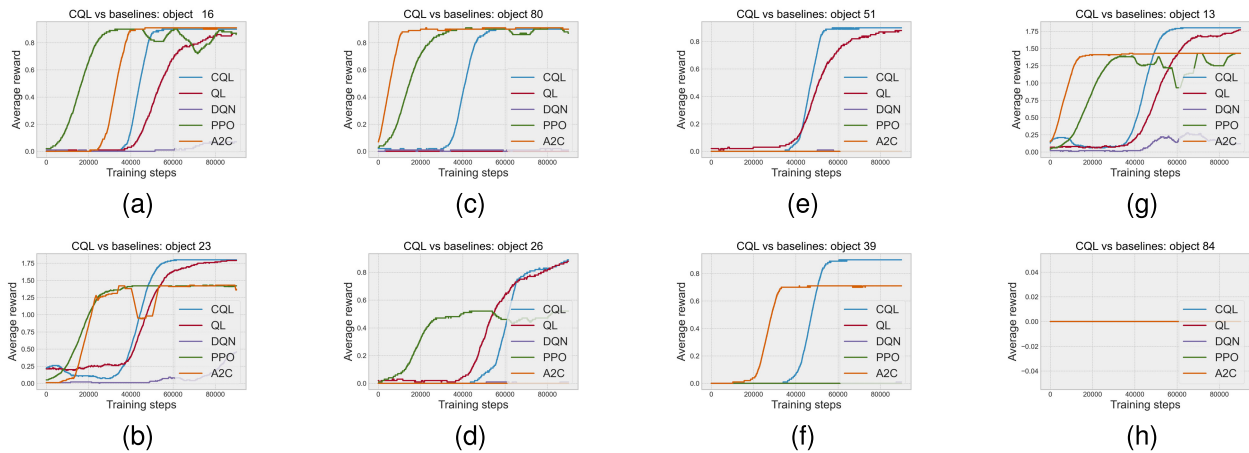 CQL vs baselines: object 16
Average reward
0.8
0.6
0.4
0.2
0.0
0 20000 40000 60000 80000
Training steps
CQL
QL
DQN
PPO
A2C
(a)
CQL vs baselines: object 80
Average reward
0.8
0.6
0.4
0.2
0.0
0 20000 40000 60000 80000
Training steps
CQL
QL
DQN
PPO
A2C
(c)
CQL vs baselines: object 51
Average reward
0.8
0.6
0.4
0.2
0.0
0 20000 40000 60000 80000
Training steps
CQL
QL
DQN
PPO
A2C
(e)
CQL vs baselines: object 13
Average reward
1.75
1.50
1.25
1.00
0.75
0.50
0.25
0.00
0 20000 40000 60000 80000
Training steps
CQL
QL
DQN
PPO
A2C
(g)
CQL vs baselines: object 23
Average reward
1.75
1.50
1.25
1.00
0.75
0.50
0.25
0.00
0 20000 40000 60000 80000
Training steps
CQL
QL
DQN
PPO
A2C
(b)
CQL vs baselines: object 26
Average reward
0.8
0.6
0.4
0.2
0.0
0 20000 40000 60000 80000
Training steps
CQL
QL
DQN
PPO
A2C
(d)
CQL vs baselines: object 39
Average reward
0.8
0.6
0.4
0.2
0.0
0 20000 40000 60000 80000
Training steps
CQL
QL
DQN
PPO
A2C
(f)
CQL vs baselines: object 84
Average reward
0.04
0.02
0.00
−0.02
−0.04
0 20000 40000 60000 80000
Training steps
CQL
QL
DQN
PPO
A2C
(h)